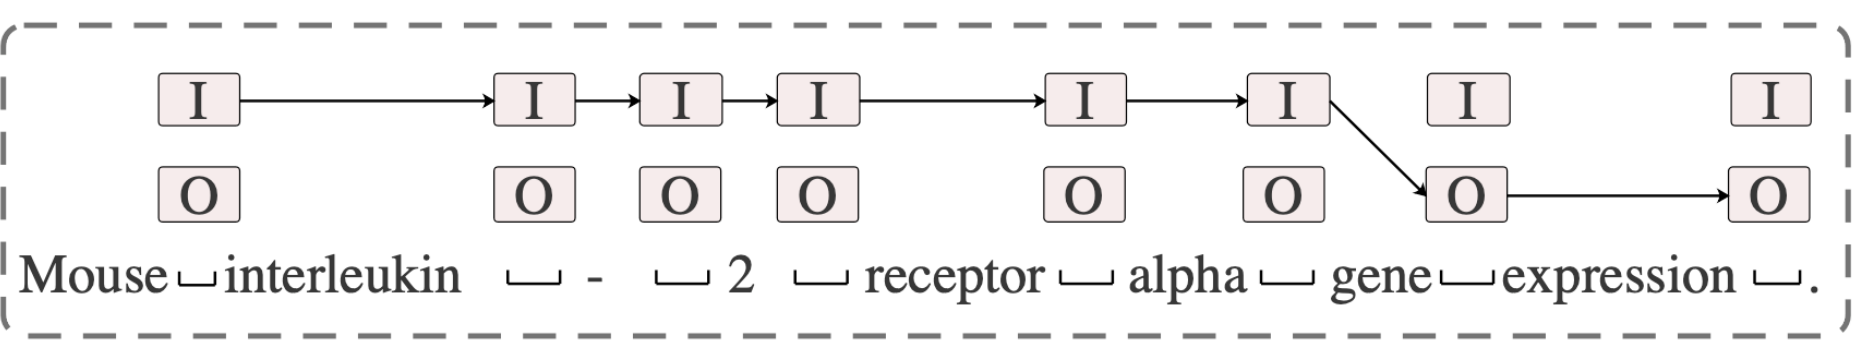 I I I I I I I I
O O O O O O O O
Mouse␣interleukin ␣ - ␣ 2 ␣ receptor␣ alpha␣ gene␣expression ␣.